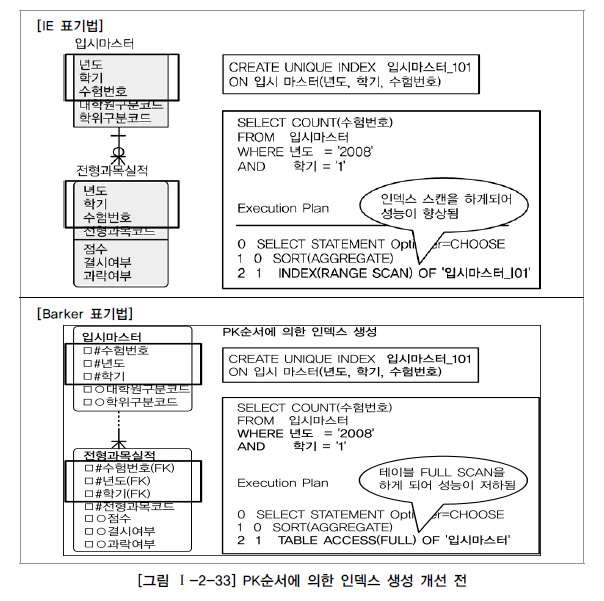 [IE 표기법]
입시마스터
년도
학기
수험번호
대학원구분코드
학위구분코드
전형과목실적
년도
학기
수험번호
전형과목코드
점수
결시여부
과락여부
CREATE UNIQUE INDEX 입시마스터_101
ON 입시 마스터(년도, 학기, 수험번호)
SELECT COUNT(수험번호)
FROM 입시마스터
WHERE 년도 = '2008'
AND 학기 = '1'
인덱스 스캔을 하게되어
성능이 향상됨
Execution Plan
0 SELECT STATEMENT Optimizer=CHOOSE
1 0 SORT(AGGREGATE)
2 1 INDEX(RANGE SCAN) OF '입시마스터_I01'
[Barker 표기법]
입시마스터
□#수험번호
□#년도
□#학기
□○대학원구분코드
□○학위구분코드
전형과목실적
□#수험번호(FK)
□#년도(FK)
□#학기(FK)
□#전형과목코드
□○점수
□○결시여부
□○과락여부
PK순서에 의한 인덱스 생성
CREATE UNIQUE INDEX 입시마스터_101
ON 입시 마스터(년도, 학기, 수험번호)
SELECT COUNT(수험번호)
FROM 입시마스터
WHERE 년도 = '2008'
AND 학기 = '1'
테이블 FULL SCAN을
하게 되어 성능이 저하됨
Execution Plan
0 SELECT STATEMENT Optimizer=CHOOSE
1 0 SORT(AGGREGATE)
2 1 TABLE ACCESS(FULL) OF '입시마스터'
[그림 Ⅰ-2-33] PK순서에 의한 인덱스 생성 개선 전